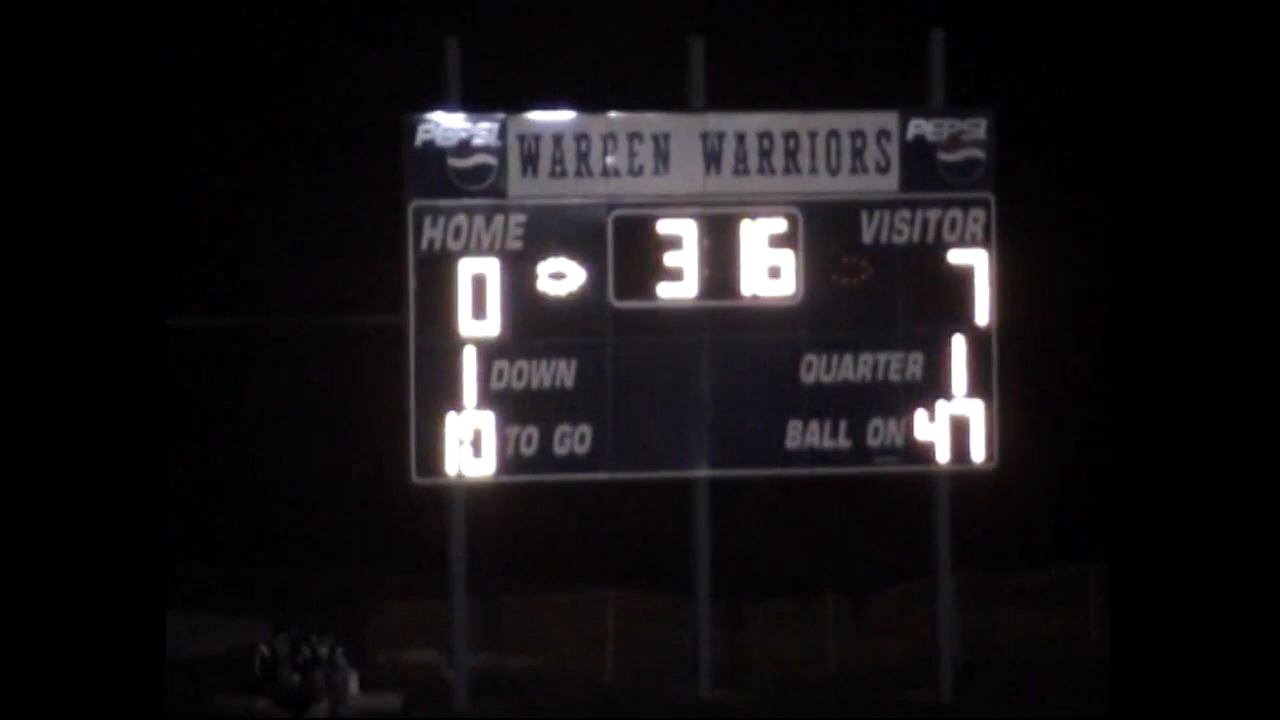 PEPSI WARREN WARRIORS PEPSI
HOME 3:16 VISITOR
0 7
1 DOWN QUARTER 1
10 TO GO BALL ON 47